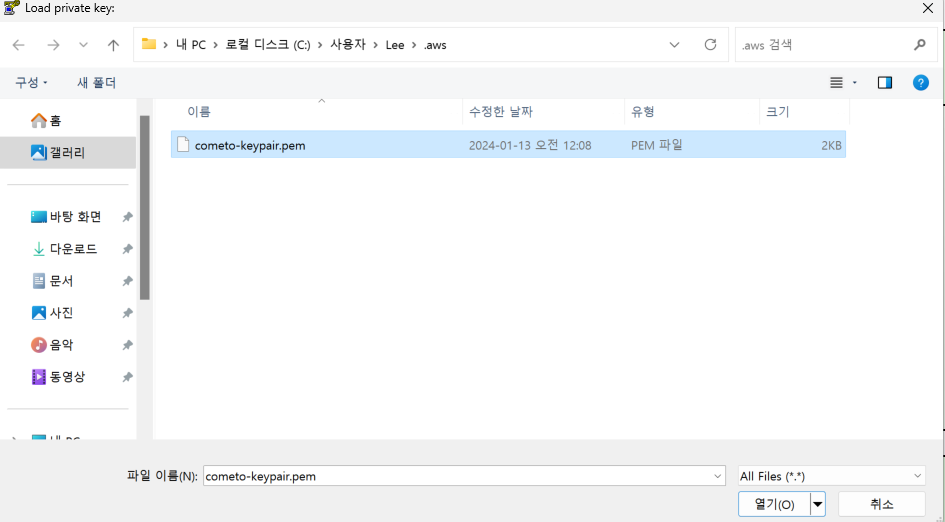 Load private key:
내 PC > 로컬 디스크 (C:) > 사용자 > Lee > .aws
.aws 검색
구성
새 폴더
이름 수정한 날짜 유형 크기
cometo-keypair.pem 2024-01-13 오전 12:08 PEM 파일 2KB
홈
갤러리
바탕 화면
다운로드
문서
사진
음악
동영상
내 PC
파일 이름(N): cometo-keypair.pem All Files (*.*)
열기(O) 취소